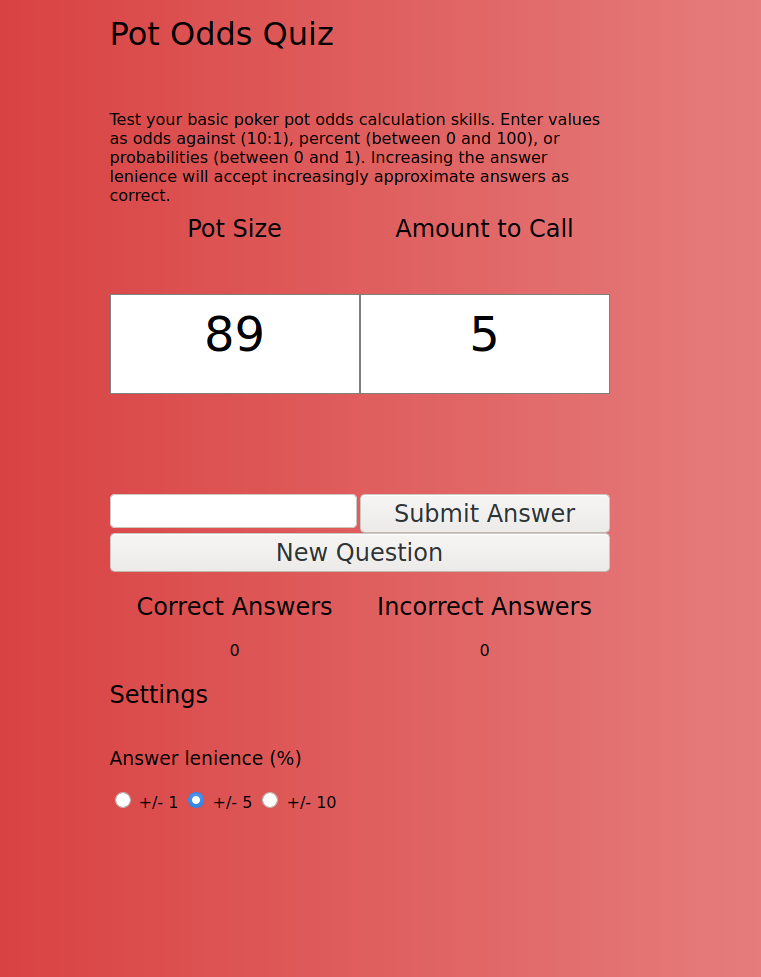 Pot Odds Quiz
Test your basic poker pot odds calculation skills. Enter values
as odds against (10:1), percent (between 0 and 100), or
probabilities (between 0 and 1). Increasing the answer
lenience will accept increasingly approximate answers as
correct.
Pot Size Amount to Call
89 5
Submit Answer
New Question
Correct Answers Incorrect Answers
0 0
Settings
Answer lenience (%)
+/- 1 +/- 5 +/- 10